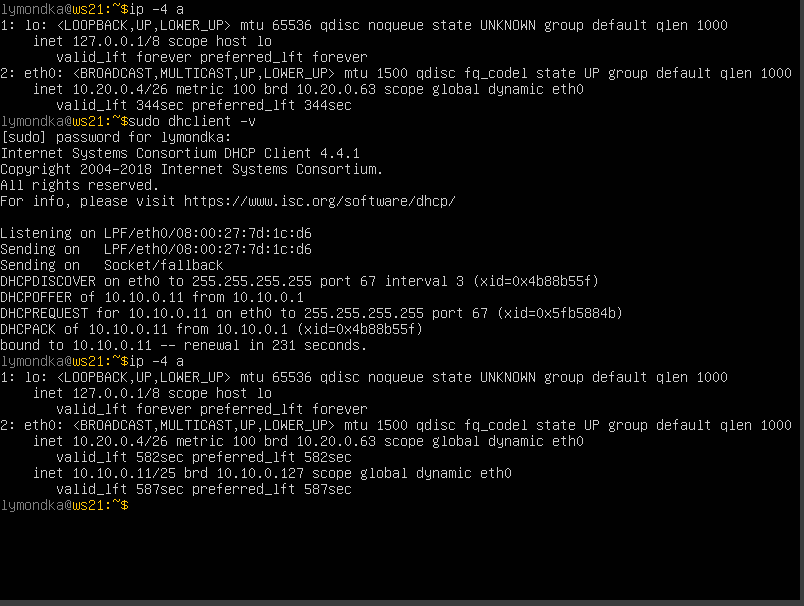 lymondka@ws21:~$ip -4 a
1: lo: <LOOPBACK,UP,LOWER_UP> mtu 65536 qdisc noqueue state UNKNOWN group default qlen 1000
    inet 127.0.0.1/8 scope host lo
       valid_lft forever preferred_lft forever
2: eth0: <BROADCAST,MULTICAST,UP,LOWER_UP> mtu 1500 qdisc fq_codel state UP group default qlen 1000
    inet 10.20.0.4/26 metric 100 brd 10.20.0.63 scope global dynamic eth0
       valid_lft 344sec preferred_lft 344sec
lymondka@ws21:~$sudo dhclient -v
[sudo] password for lymondka:
Internet Systems Consortium DHCP Client 4.4.1
Copyright 2004-2018 Internet Systems Consortium.
All rights reserved.
For info, please visit https://www.isc.org/software/dhcp/

Listening on LPF/eth0/08:00:27:7d:1c:d6
Sending on   LPF/eth0/08:00:27:7d:1c:d6
Sending on   Socket/fallback
DHCPDISCOVER on eth0 to 255.255.255.255 port 67 interval 3 (xid=0x4b88b55f)
DHCPOFFER of 10.10.0.11 from 10.10.0.1
DHCPREQUEST for 10.10.0.11 on eth0 to 255.255.255.255 port 67 (xid=0x5fb5884b)
DHCPACK of 10.10.0.11 from 10.10.0.1 (xid=0x4b88b55f)
bound to 10.10.0.11 -- renewal in 231 seconds.
lymondka@ws21:~$ip -4 a
1: lo: <LOOPBACK,UP,LOWER_UP> mtu 65536 qdisc noqueue state UNKNOWN group default qlen 1000
    inet 127.0.0.1/8 scope host lo
       valid_lft forever preferred_lft forever
2: eth0: <BROADCAST,MULTICAST,UP,LOWER_UP> mtu 1500 qdisc fq_codel state UP group default qlen 1000
    inet 10.20.0.4/26 metric 100 brd 10.20.0.63 scope global dynamic eth0
       valid_lft 582sec preferred_lft 582sec
    inet 10.10.0.11/25 brd 10.10.0.127 scope global dynamic eth0
       valid_lft 587sec preferred_lft 587sec
lymondka@ws21:~$